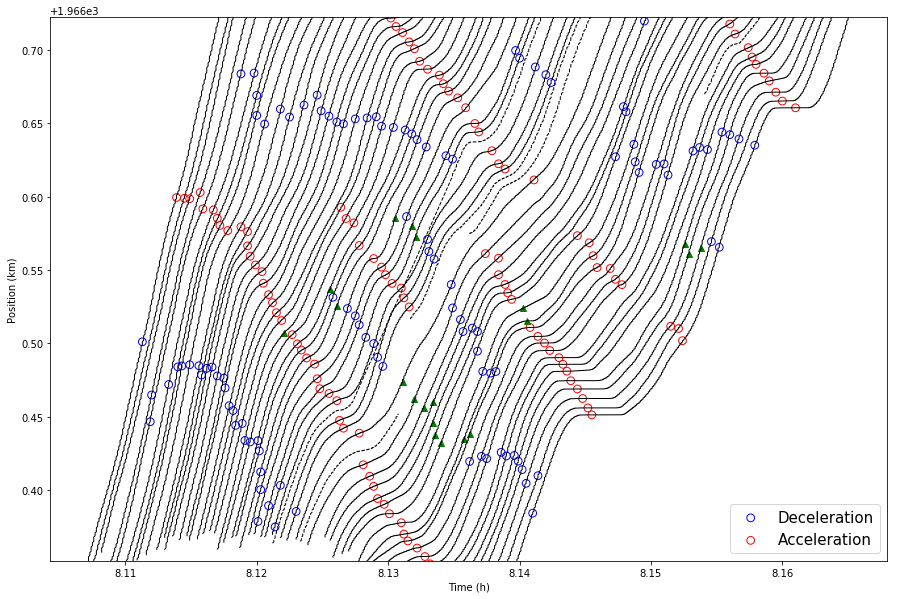 +1.966e3
0.70
0.65
0.60
0.55
0.50
0.45
0.40
Position (km)
8.11 8.12 8.13 8.14 8.15 8.16
Time (h)
Deceleration
Acceleration